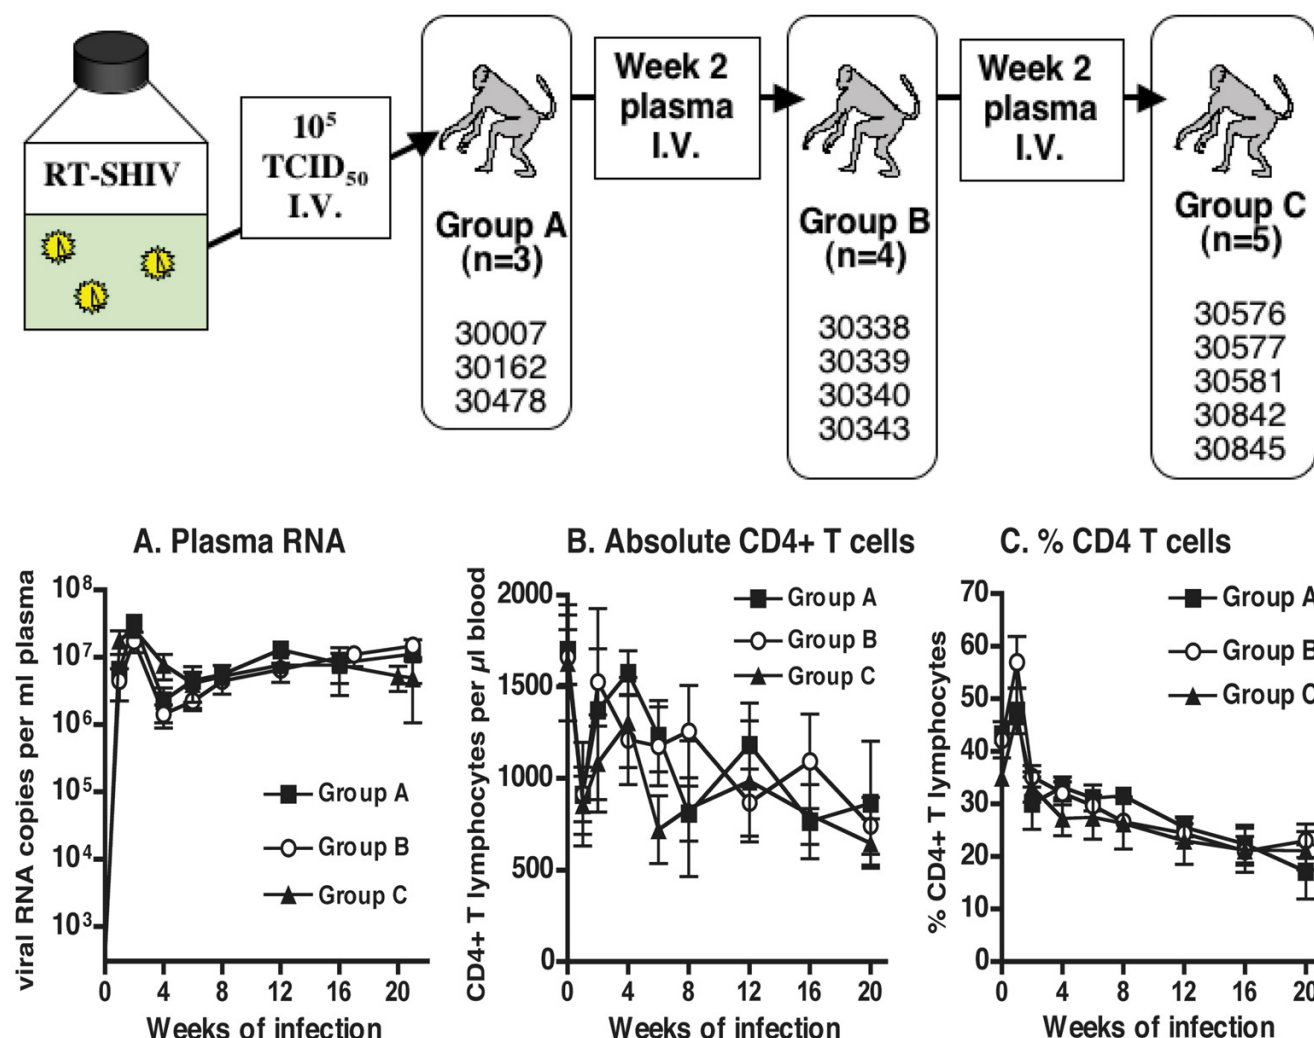 RT-SHIV
10⁵
TCID₅₀
I.V.
Group A
(n=3)
30007
30162
30478
Week 2
plasma
I.V.
Group B
(n=4)
30338
30339
30340
30343
Week 2
plasma
I.V.
Group C
(n=5)
30576
30577
30581
30842
30845
A. Plasma RNA
viral RNA copies per ml plasma
10⁸
10⁷
10⁶
10⁵
10⁴
10³
Group A
Group B
Group C
0 4 8 12 16 20
Weeks of infection
B. Absolute CD4+ T cells
CD4+ T lymphocytes per µl blood
2000
1500
1000
500
0
Group A
Group B
Group C
0 4 8 12 16 20
Weeks of infection
C. % CD4 T cells
% CD4+ T lymphocytes
70
60
50
40
30
20
10
0
Group A
Group B
Group C
0 4 8 12 16 20
Weeks of infection